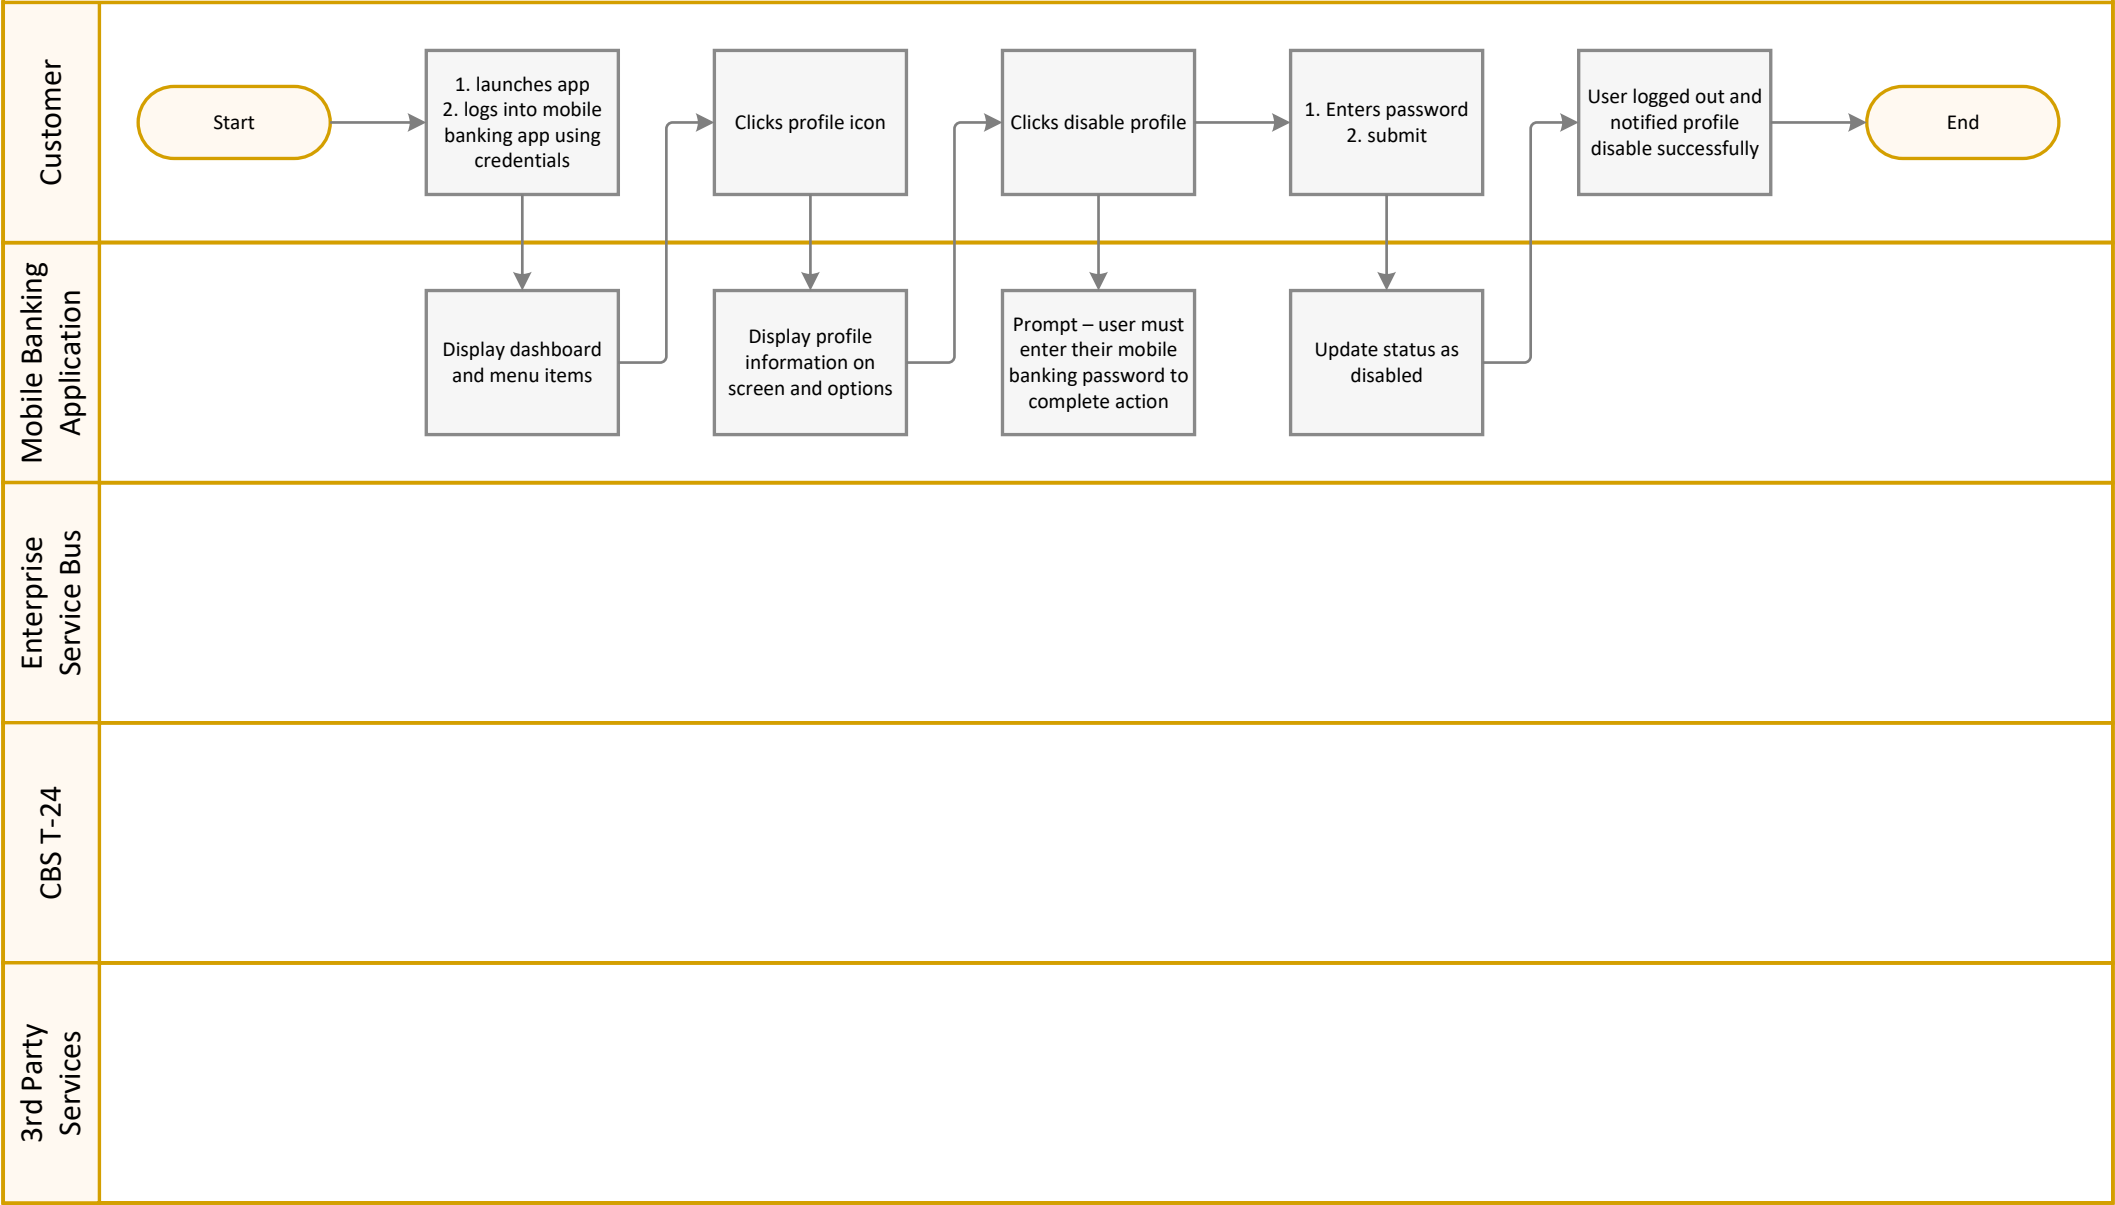 Customer
Start
1. launches app
2. logs into mobile
banking app using
credentials
Clicks profile icon
Clicks disable profile
1. Enters password
2. submit
User logged out and
notified profile
disable successfully
End
Mobile Banking
Application
Display dashboard
and menu items
Display profile
information on
screen and options
Prompt – user must
enter their mobile
banking password to
complete action
Update status as
disabled
Enterprise
Service Bus
CBS T-24
3rd Party
Services